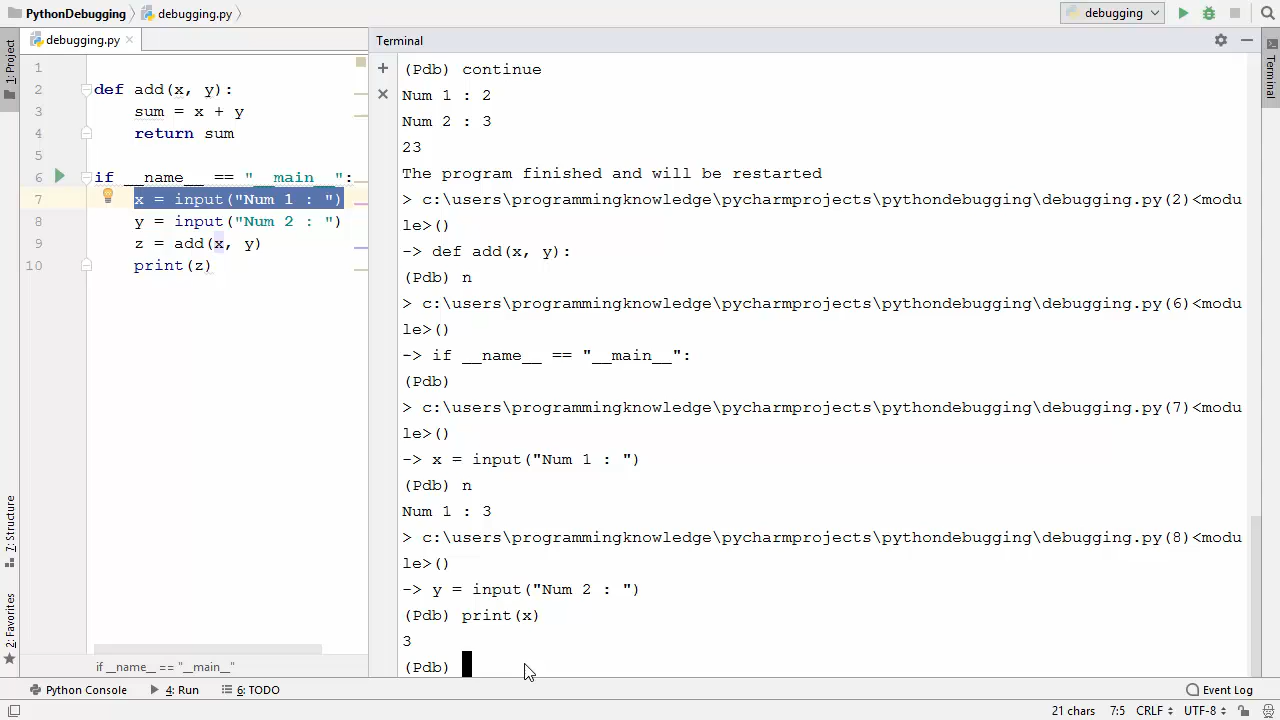 PythonDebugging debugging.py debugging
debugging.py
Terminal
1: Project
7: Structure
2: Favorites
Terminal
1
2 def add(x, y):
3 sum = x + y
4 return sum
5
6 if __name__ == "__main__":
7 x = input("Num 1 : ")
8 y = input("Num 2 : ")
9 z = add(x, y)
10 print(z)
if __name__ == "__main__"
(Pdb) continue
Num 1 : 2
Num 2 : 3
23
The program finished and will be restarted
> c:\users\programmingknowledge\pycharmprojects\pythondebugging\debugging.py(2)<modu
le>()
-> def add(x, y):
(Pdb) n
> c:\users\programmingknowledge\pycharmprojects\pythondebugging\debugging.py(6)<modu
le>()
-> if __name__ == "__main__":
(Pdb)
> c:\users\programmingknowledge\pycharmprojects\pythondebugging\debugging.py(7)<modu
le>()
-> x = input("Num 1 : ")
(Pdb) n
Num 1 : 3
> c:\users\programmingknowledge\pycharmprojects\pythondebugging\debugging.py(8)<modu
le>()
-> y = input("Num 2 : ")
(Pdb) print(x)
3
(Pdb)
Python Console 4: Run 6: TODO Event Log
21 chars 7:5 CRLF UTF-8